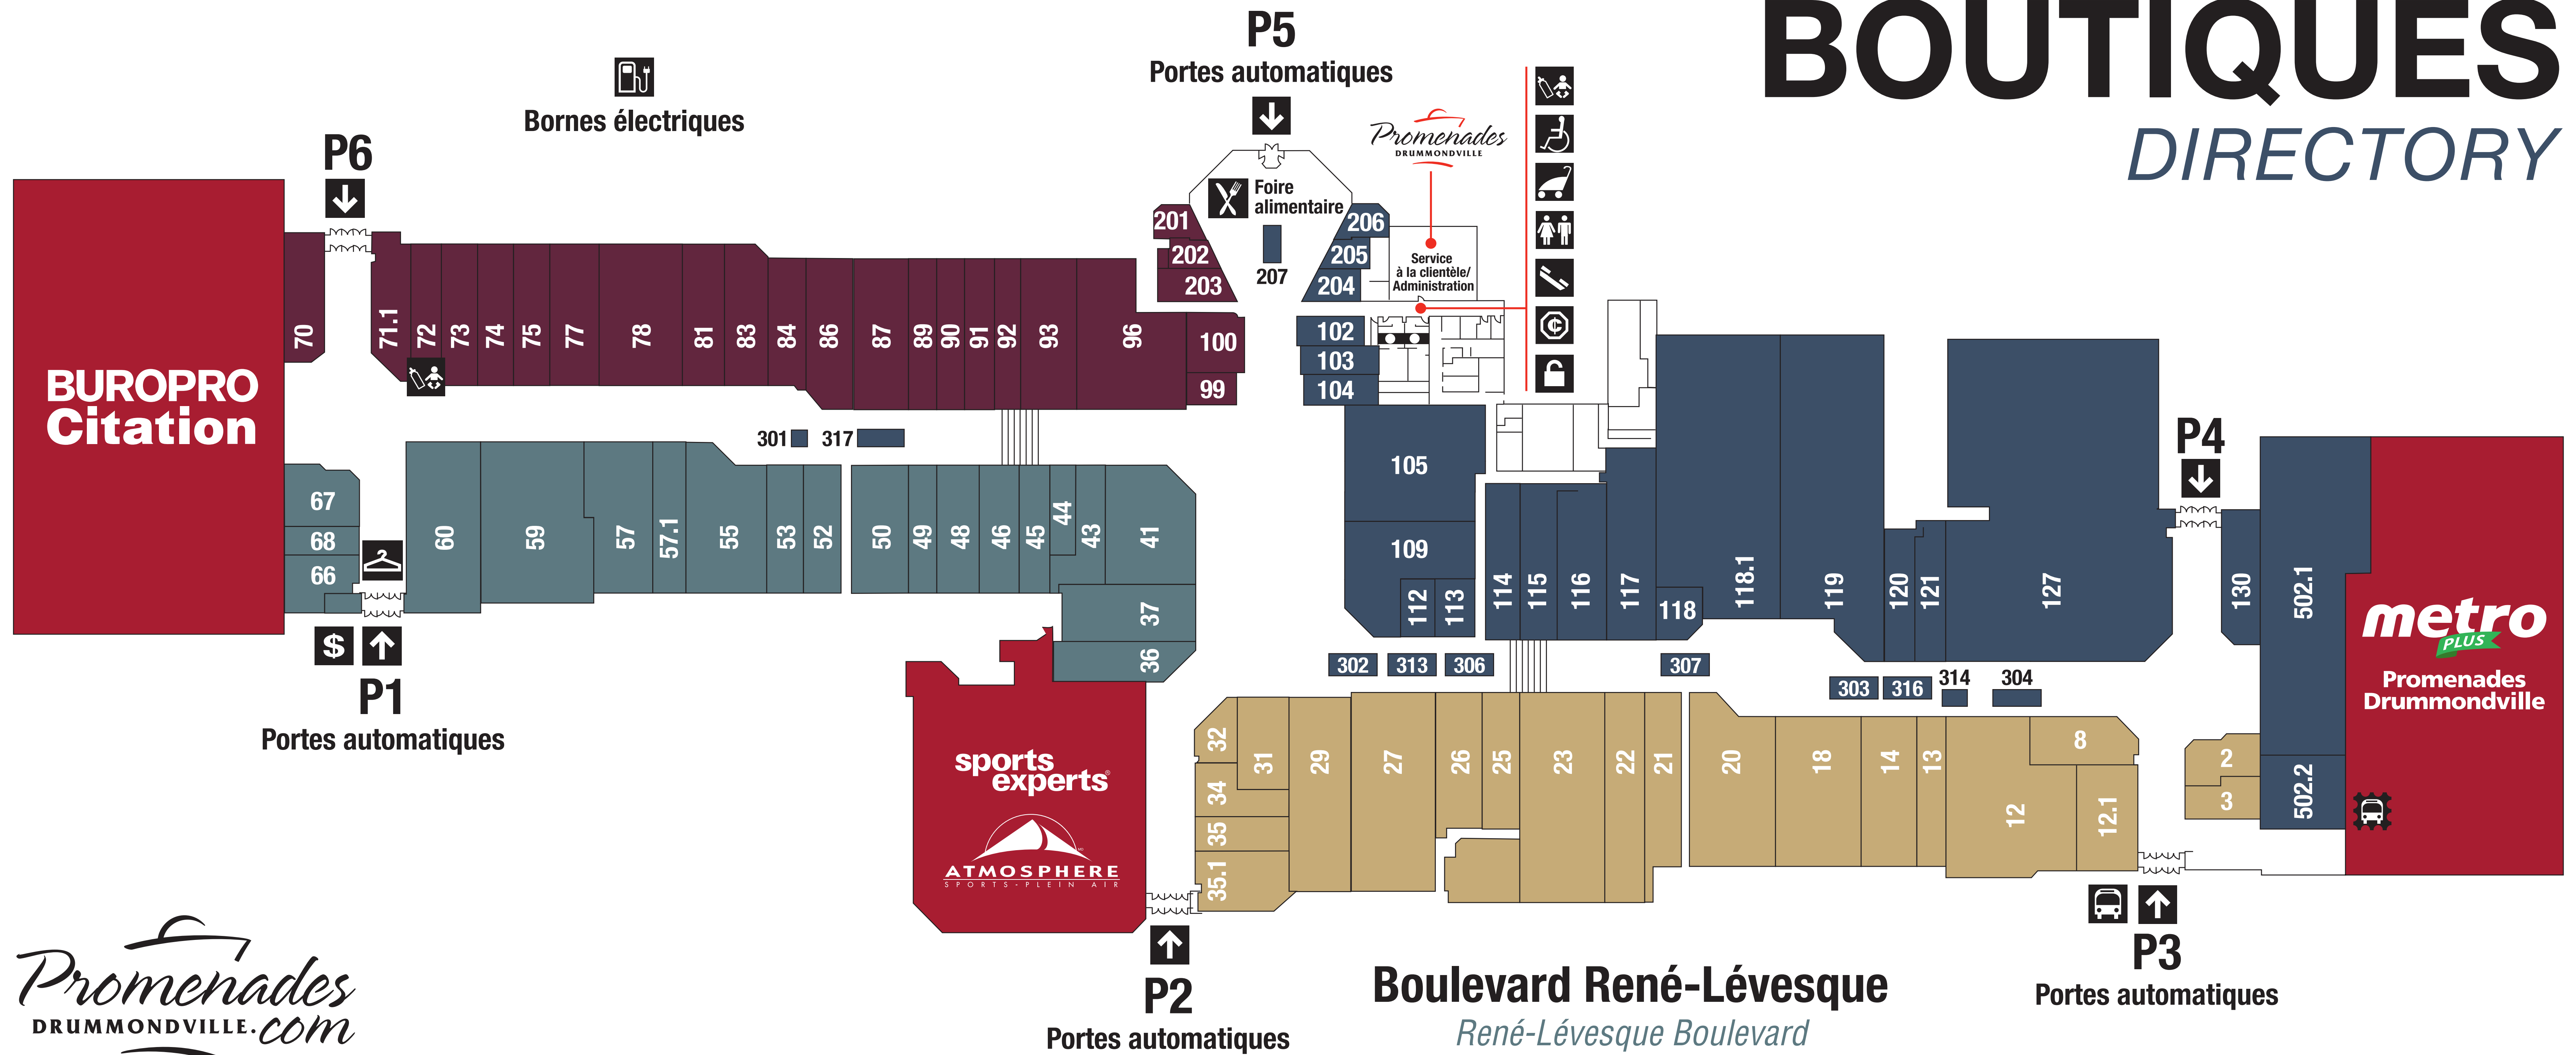 BOUTIQUES
DIRECTORY
P5
Portes automatiques
Bornes électriques
P6
Promenades
DRUMMONDVILLE
Foire
alimentaire
201
202
203
207
206
205
204
Service
à la clientèle/
Administration
BUROPRO
Citation
70
71.1
72
73
74
75
77
78
81
83
84
86
87
89
90
91
92
93
96
100
99
102
103
104
301
317
67
68
66
60
59
57
57.1
55
53
52
50
49
48
46
45
44
43
41
37
36
105
109
112
113
114
115
116
117
118
118.1
119
120
121
127
P4
130
502.1
502.2
metro
PLUS
Promenades
Drummondville
$
P1
Portes automatiques
302
313
306
307
303
316
314
304
sports
experts
ATMOSPHERE
SPORTS - PLEIN AIR
32
34
35
35.1
31
29
27
26
25
23
22
21
20
18
14
13
12
8
12.1
2
3
P2
Portes automatiques
P3
Portes automatiques
Boulevard René-Lévesque
René-Lévesque Boulevard
Promenades
DRUMMONDVILLE.com